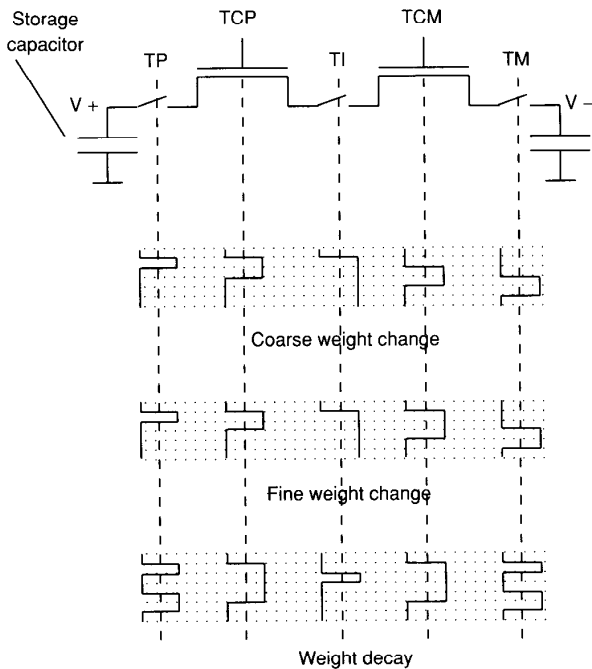 Storage
capacitor
TCP
TCM
TP
TI
TM
V +
V –
Coarse weight change
Fine weight change
Weight decay